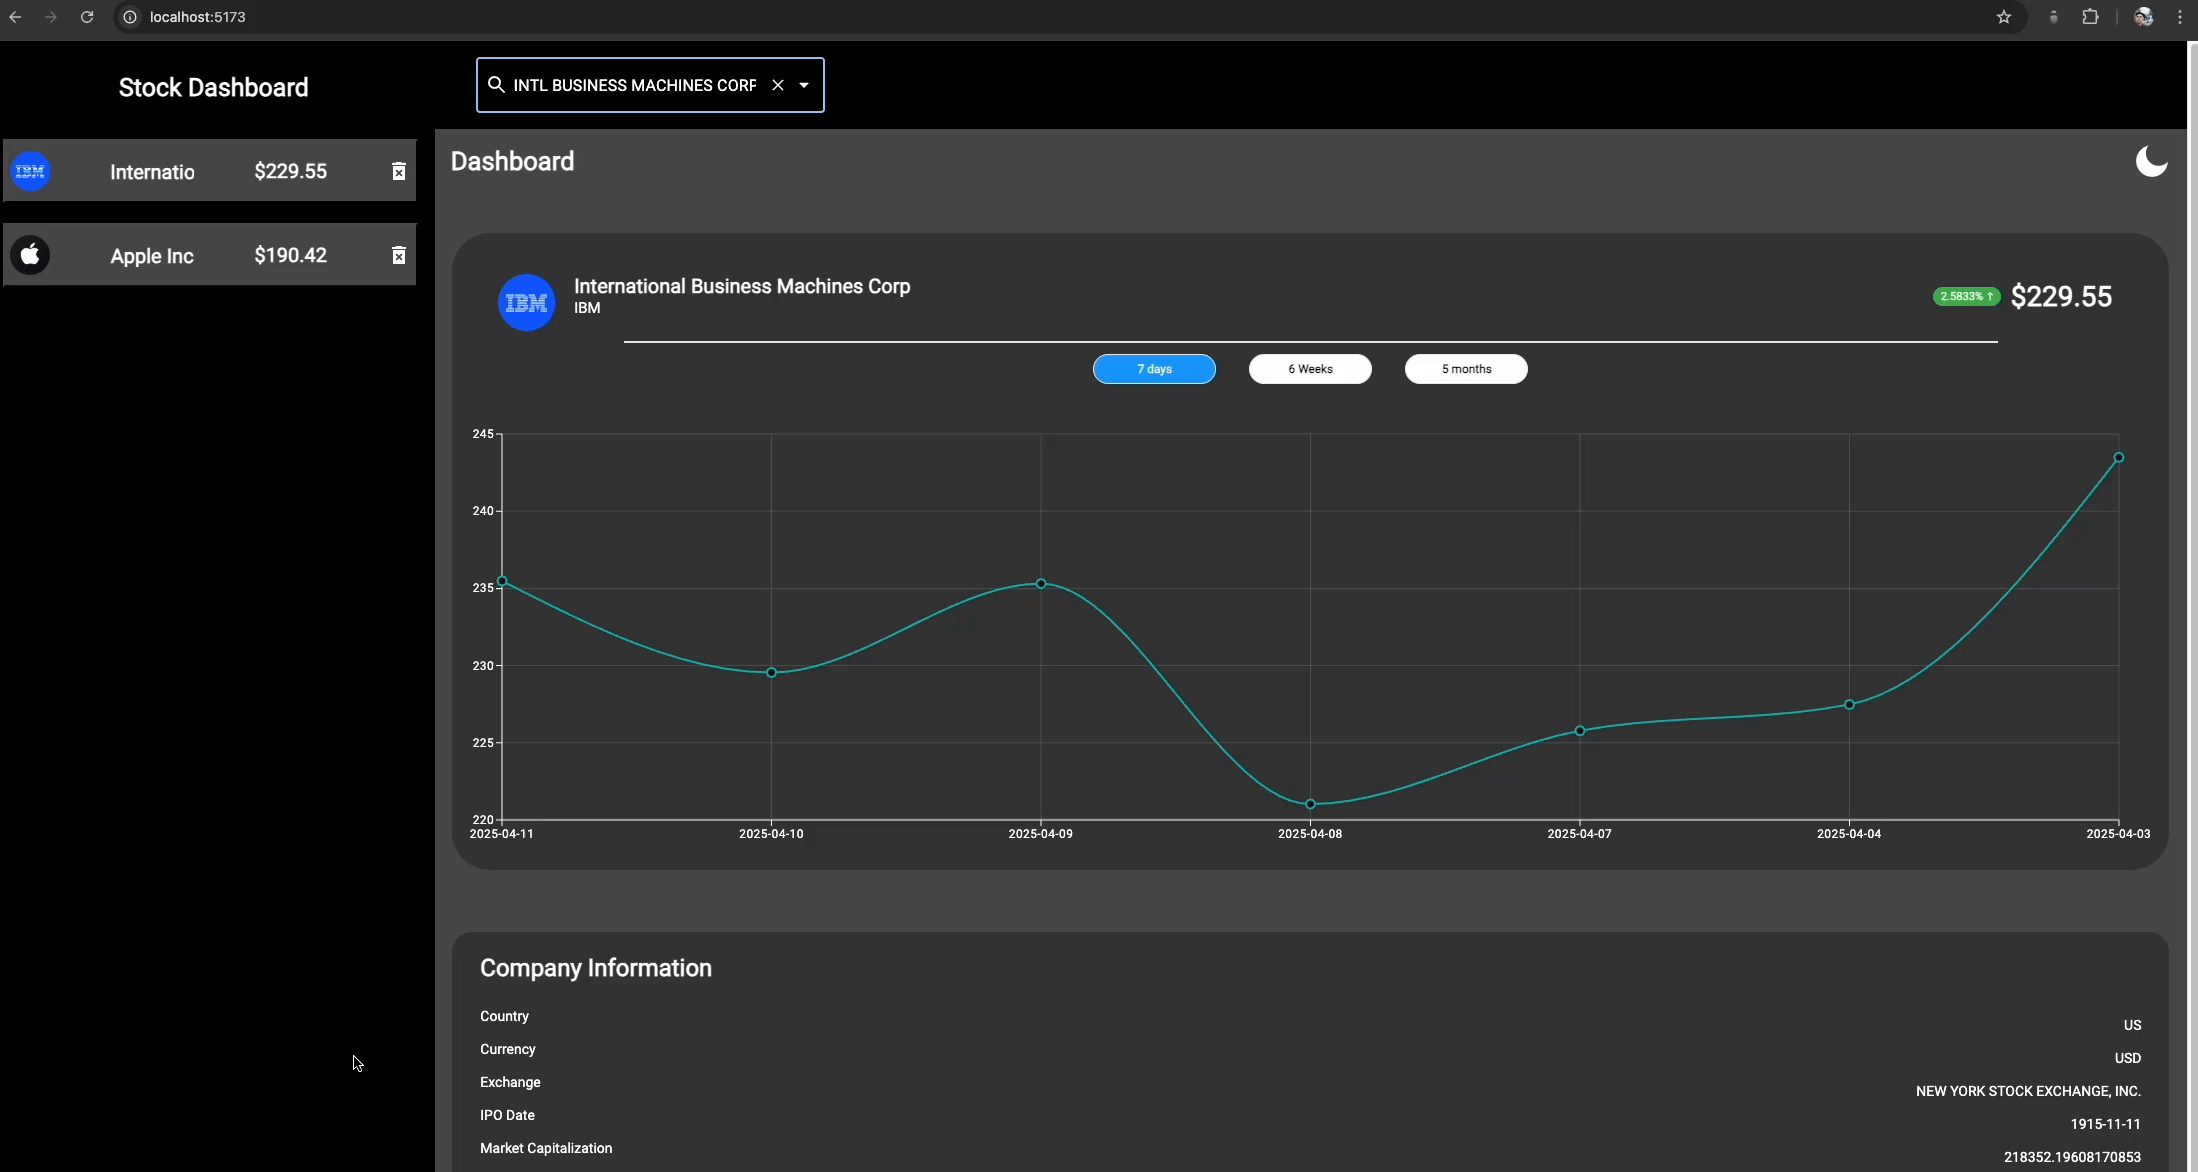 localhost:5173
Stock Dashboard
INTL BUSINESS MACHINES CORP
IBM Internatio $229.55
Apple Inc $190.42
Dashboard
IBM
International Business Machines Corp
IBM
2.5833% ↑ $229.55
7 days 6 Weeks 5 months
245
240
235
230
225
220
2025-04-11 2025-04-10 2025-04-09 2025-04-08 2025-04-07 2025-04-04 2025-04-03
Company Information
Country US
Currency USD
Exchange NEW YORK STOCK EXCHANGE, INC.
IPO Date 1915-11-11
Market Capitalization 218352.19608170853